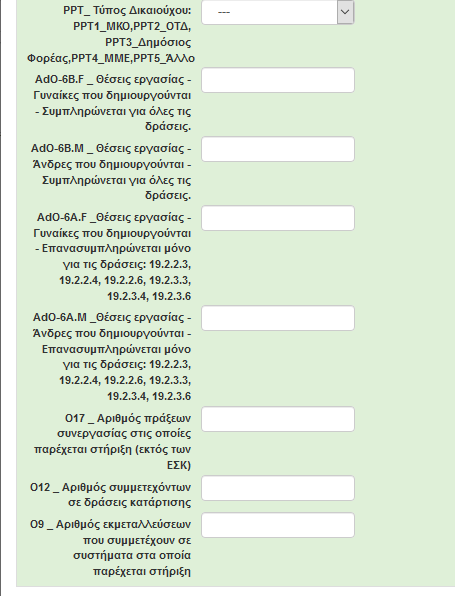 PPT_ Τύπος Δικαιούχου:
PPT1_ΜΚΟ,PPT2_ΟΤΔ,
PPT3_Δημόσιος
Φορέας,PPT4_ΜΜΕ,PPT5_Άλλο
---
AdO-6B.F _ Θέσεις εργασίας -
Γυναίκες που δημιουργούνται
- Συμπληρώνεται για όλες τις
δράσεις.
AdO-6B.M _ Θέσεις εργασίας -
Άνδρες που δημιουργούνται -
Συμπληρώνεται για όλες τις
δράσεις.
AdO-6A.F _Θέσεις εργασίας -
Γυναίκες που δημιουργούνται
- Επανασυμπληρώνεται μόνο
για τις δράσεις: 19.2.2.3,
19.2.2.4, 19.2.2.6, 19.2.3.3,
19.2.3.4, 19.2.3.6
AdO-6A.M _Θέσεις εργασίας -
Άνδρες που δημιουργούνται -
Επανασυμπληρώνεται μόνο
για τις δράσεις: 19.2.2.3,
19.2.2.4, 19.2.2.6, 19.2.3.3,
19.2.3.4, 19.2.3.6
O17 _ Αριθμός πράξεων
συνεργασίας στις οποίες
παρέχεται στήριξη (εκτός των
ΕΣΚ)
O12 _ Αριθμός συμμετεχόντων
σε δράσεις κατάρτισης
O9 _ Αριθμός εκμεταλλεύσεων
που συμμετέχουν σε
συστήματα στα οποία
παρέχεται στήριξη